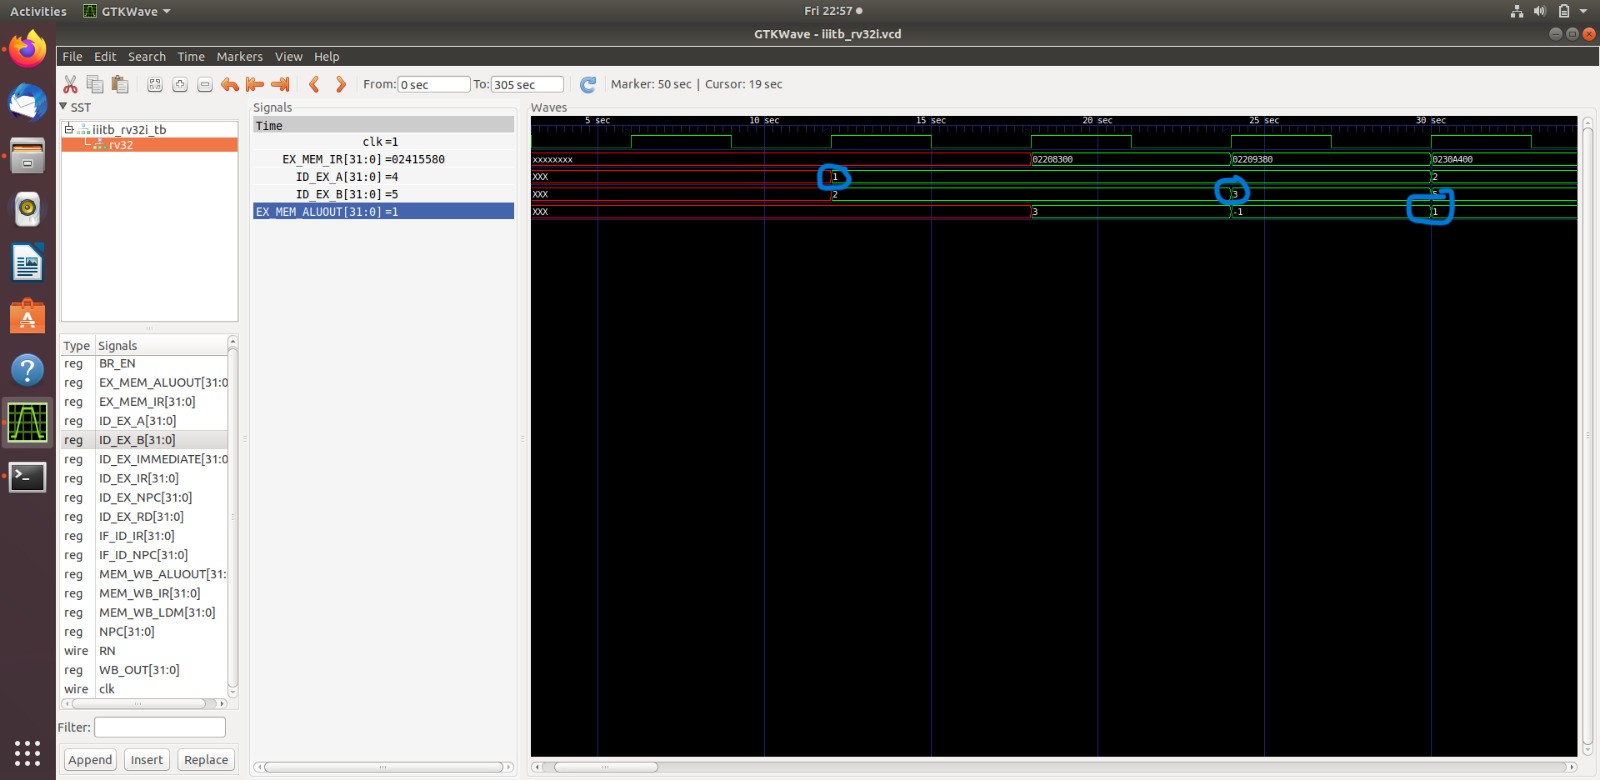 Activities GTKWave Fri 22:57
GTKWave - iiitb_rv32i.vcd
File Edit Search Time Markers View Help
From: 0 sec To: 305 sec Marker: 50 sec | Cursor: 19 sec
SST
iiitb_rv32i_tb
rv32
Signals
Time
clk =1
EX_MEM_IR[31:0] =02415580
ID_EX_A[31:0] =4
ID_EX_B[31:0] =5
EX_MEM_ALUOUT[31:0] =1
Waves
5 sec 10 sec 15 sec 20 sec 25 sec 30 sec
xxxxxxxx 02208300 02209380 0230A400
XXX 1 2
XXX 2 3 5
XXX 3 -1 1
Type Signals
reg BR_EN
reg EX_MEM_ALUOUT[31:0
reg EX_MEM_IR[31:0]
reg ID_EX_A[31:0]
reg ID_EX_B[31:0]
reg ID_EX_IMMEDIATE[31:0
reg ID_EX_IR[31:0]
reg ID_EX_NPC[31:0]
reg ID_EX_RD[31:0]
reg IF_ID_IR[31:0]
reg IF_ID_NPC[31:0]
reg MEM_WB_ALUOUT[31:
reg MEM_WB_IR[31:0]
reg MEM_WB_LDM[31:0]
reg NPC[31:0]
wire RN
reg WB_OUT[31:0]
wire clk
Filter:
Append Insert Replace